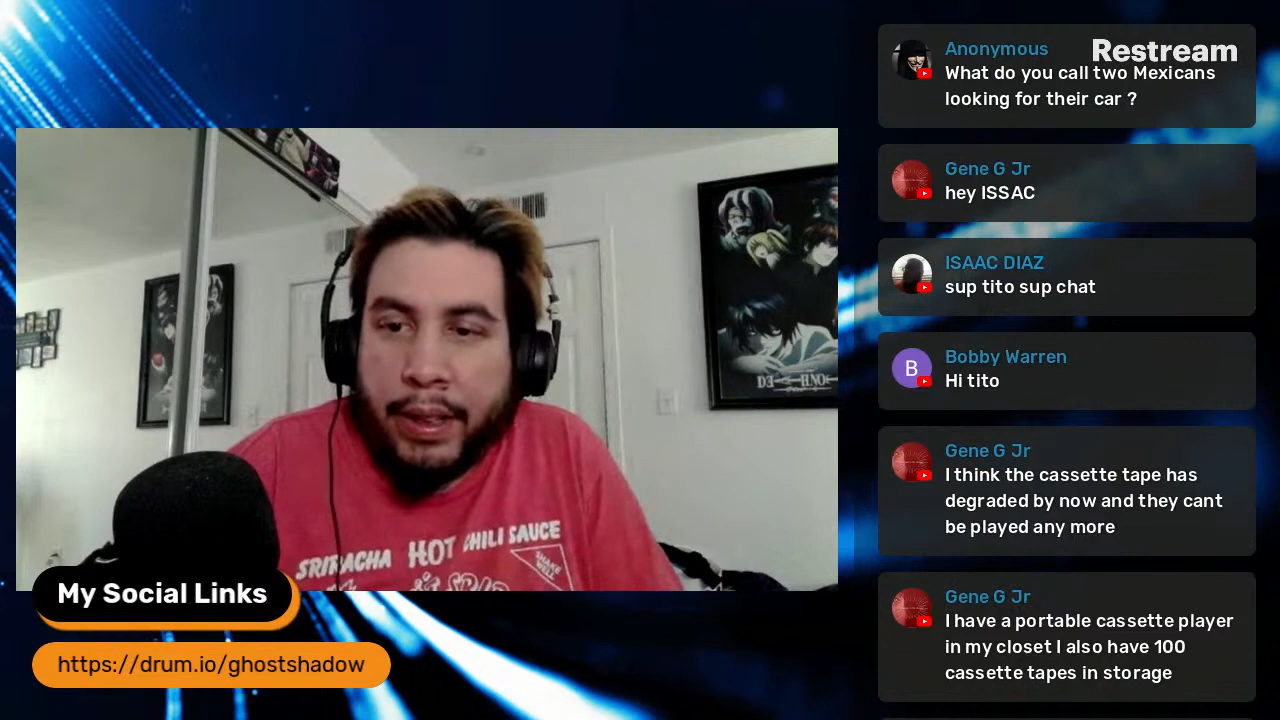 Restream
Anonymous
What do you call two Mexicans
looking for their car ?
Gene G Jr
hey ISSAC
ISAAC DIAZ
sup tito sup chat
B
Bobby Warren
Hi tito
Gene G Jr
I think the cassette tape has
degraded by now and they cant
be played any more
Gene G Jr
I have a portable cassette player
in my closet I also have 100
cassette tapes in storage
SRIRACHA HOT CHILI SAUCE
SHAKE
WELL
My Social Links
https://drum.io/ghostshadow